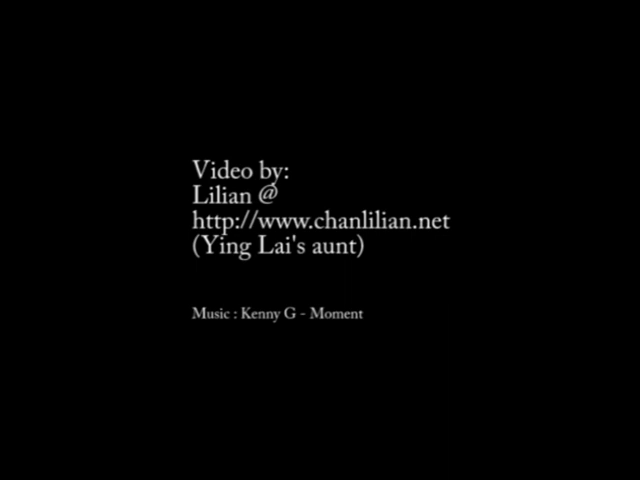 Video by:
Lilian @
http://www.chanlilian.net
(Ying Lai's aunt)
Music : Kenny G - Moment